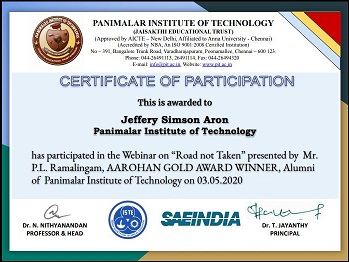 PANIMALAR INSTITUTE OF TECHNOLOGY
(JAISAKTHI EDUCATIONAL TRUST)
(Approved by AICTE – New Delhi, Affiliated to Anna University - Chennai)
(Accredited by NBA, An ISO 9001:2008 Certified Institution)
No – 391, Bangalore Trunk Road, Varadharajapuram, Poonamallee, Chennai – 600 123.
Phone: 044-26491113, 26491114, Fax: 044-26494320
E-mail: info@pit.ac.in Website: www.pit.ac.in
CERTIFICATE OF PARTICIPATION
This is awarded to
Jeffery Simson Aron
Panimalar Institute of Technology
has participated in the Webinar on “Road not Taken” presented by Mr.
P.L. Ramalingam, AAROHAN GOLD AWARD WINNER, Alumni
of Panimalar Institute of Technology on 03.05.2020
ISTE
SAEINDIA
Dr. N. NITHYANANDAN
PROFESSOR & HEAD
Dr. T. JAYANTHY
PRINCIPAL